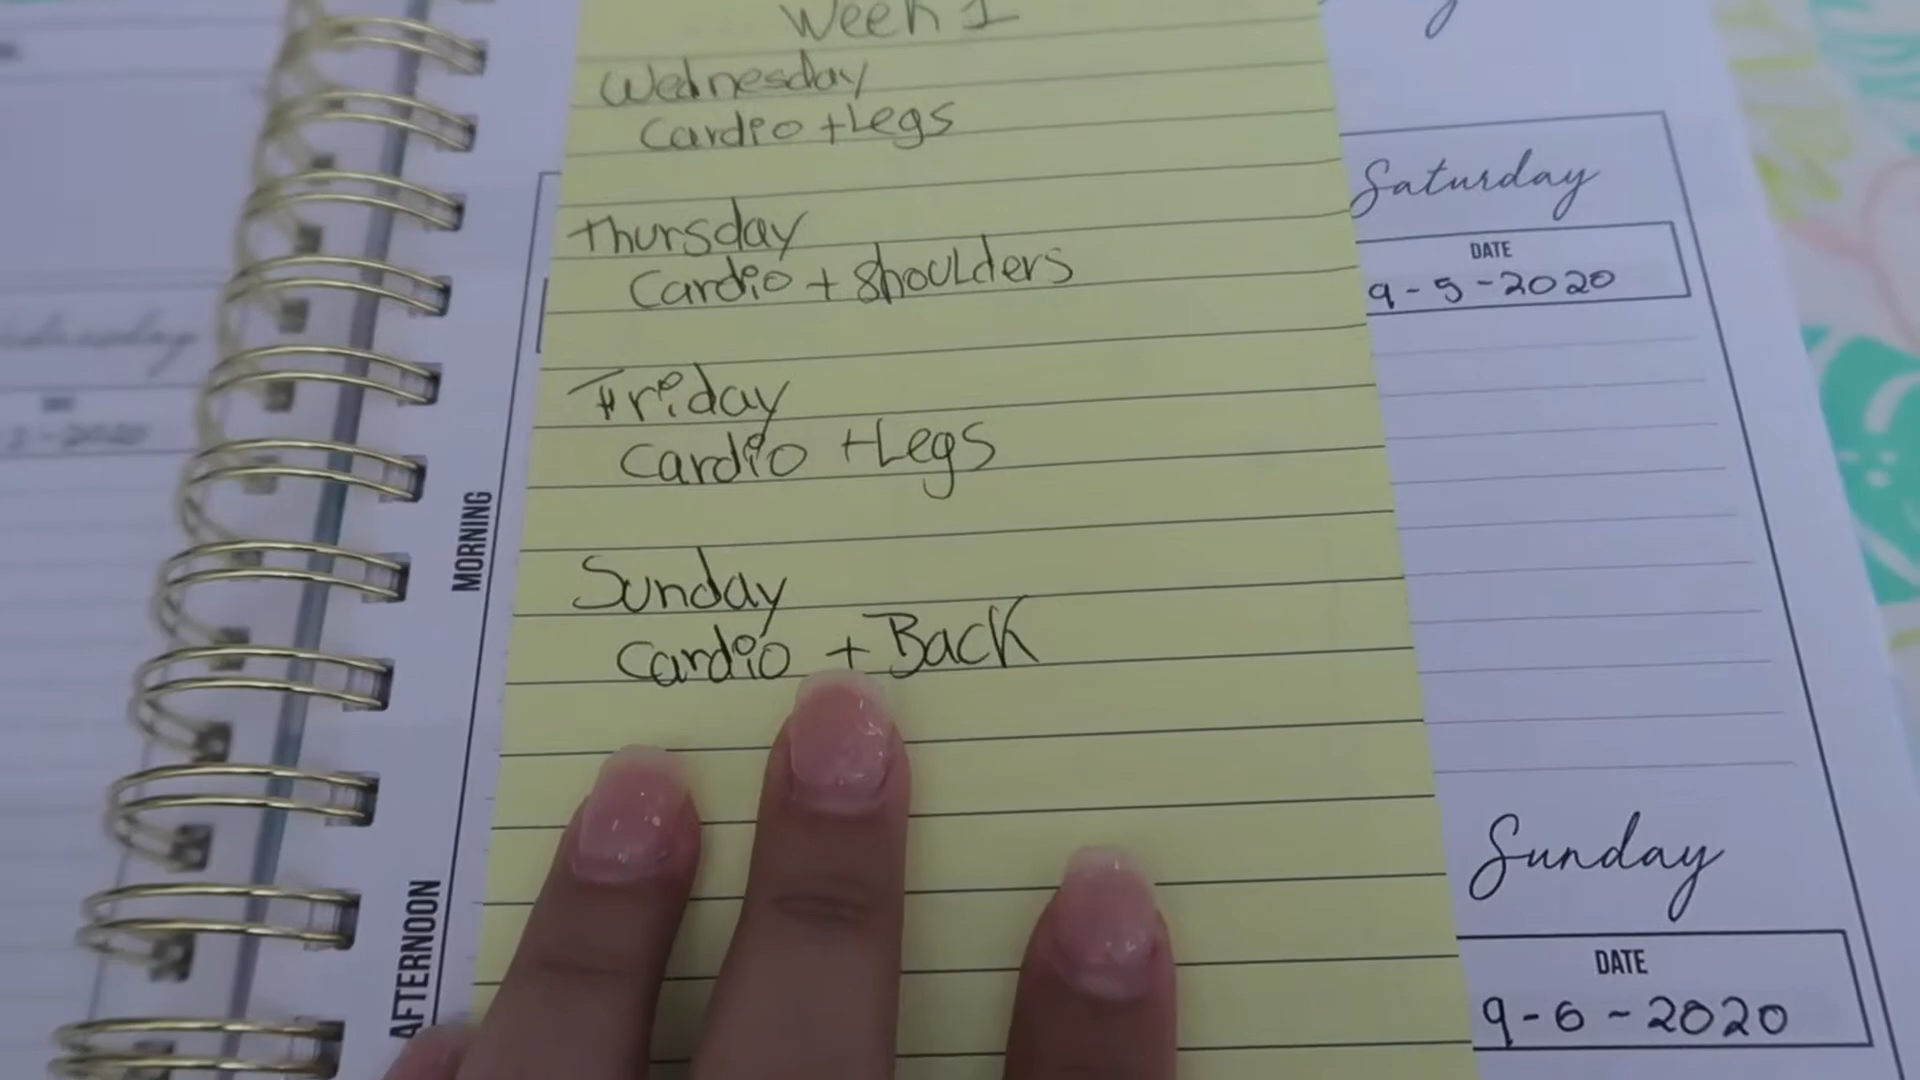 Week 1
Wednesday
Cardio + Legs
Thursday
Cardio + Shoulders
Friday
Cardio + Legs
Sunday
Cardio + Back
MORNING
AFTERNOON
Saturday
DATE
9-5-2020
Sunday
DATE
9-6-2020